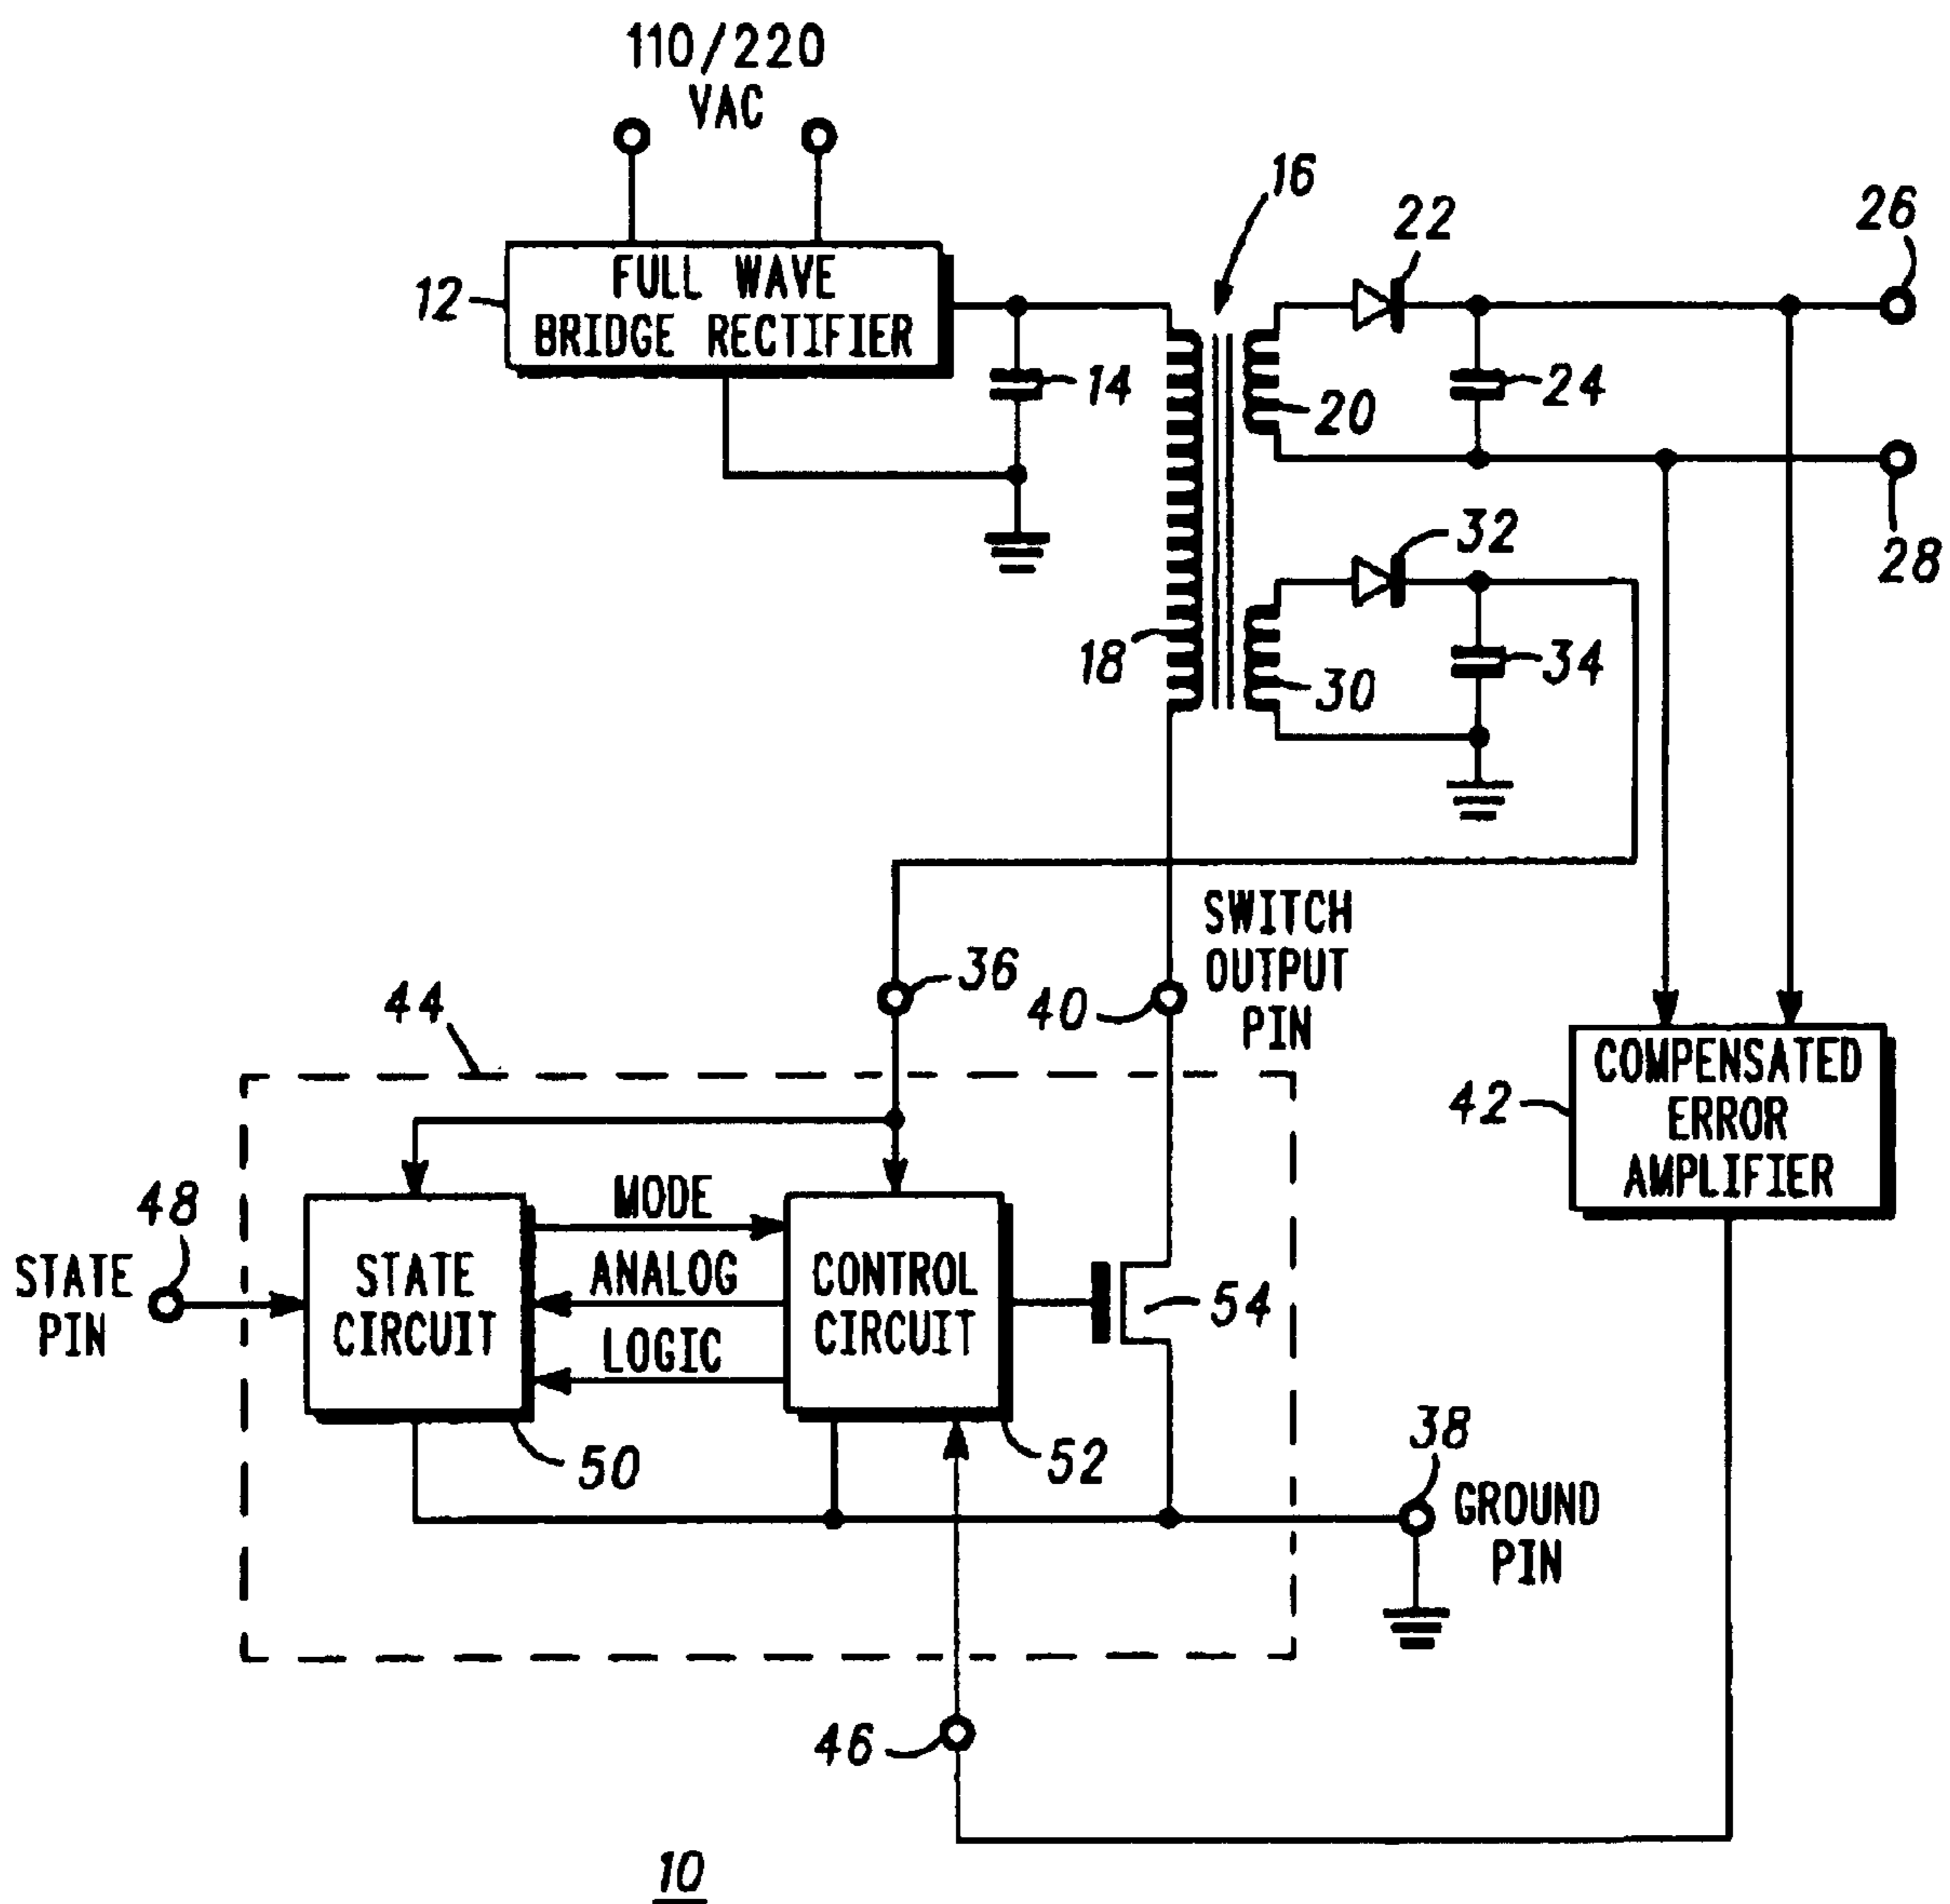 110/220
VAC
16
22
26
12
FULL WAVE
BRIDGE RECTIFIER
14
20
24
28
32
18
30
34
SWITCH
OUTPUT
PIN
36
40
44
COMPENSATED
ERROR
AMPLIFIER
42
48
STATE
PIN
STATE
CIRCUIT
MODE
ANALOG
LOGIC
CONTROL
CIRCUIT
54
50
52
38
GROUND
PIN
46
10